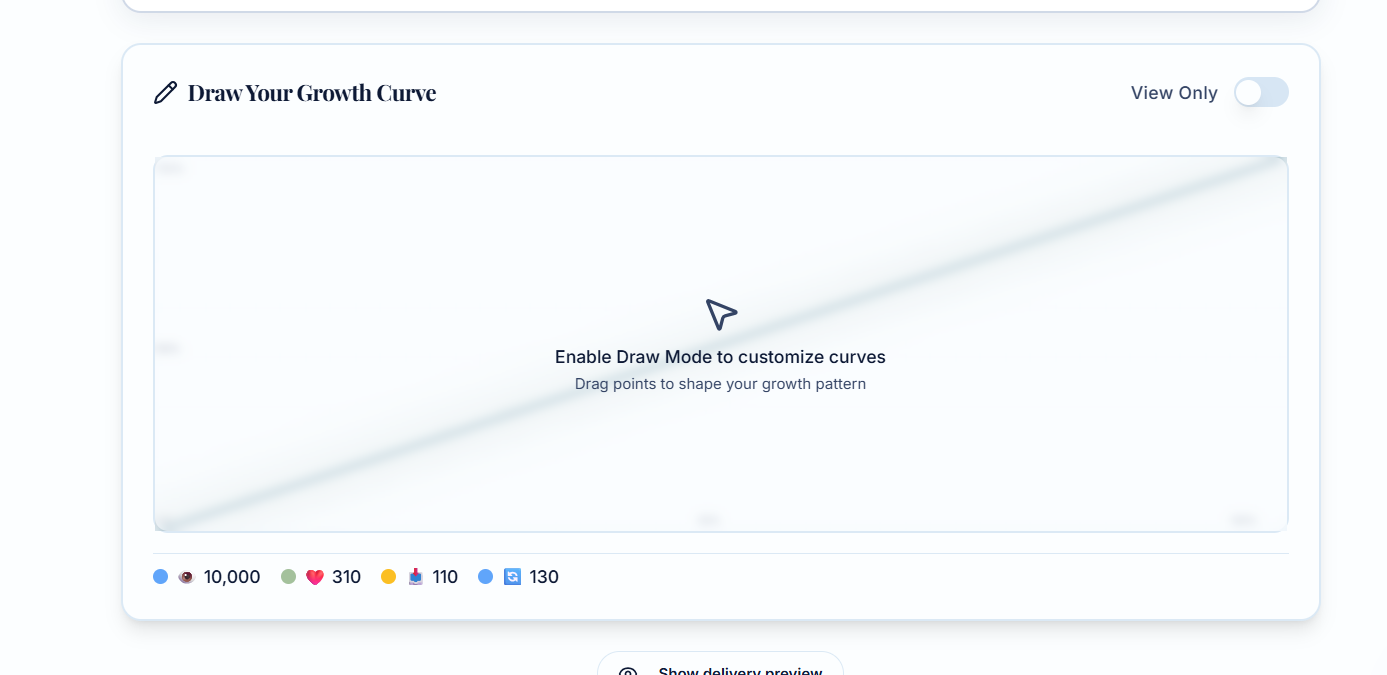 Draw Your Growth Curve
View Only
Enable Draw Mode to customize curves
Drag points to shape your growth pattern
10,000 310 110 130
Show delivery preview